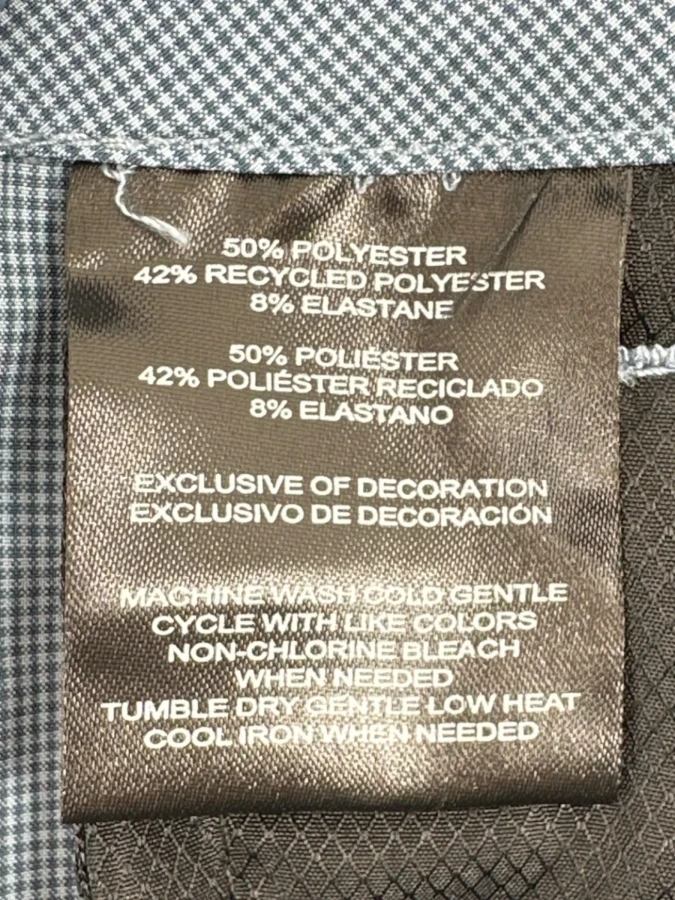 50% POLYESTER
42% RECYCLED POLYESTER
8% ELASTANE
50% POLIÉSTER
42% POLIÉSTER RECICLADO
8% ELASTANO
EXCLUSIVE OF DECORATION
EXCLUSIVO DE DECORACIÓN
MACHINE WASH COLD GENTLE
CYCLE WITH LIKE COLORS
NON-CHLORINE BLEACH
WHEN NEEDED
TUMBLE DRY GENTLE LOW HEAT
COOL IRON WHEN NEEDED